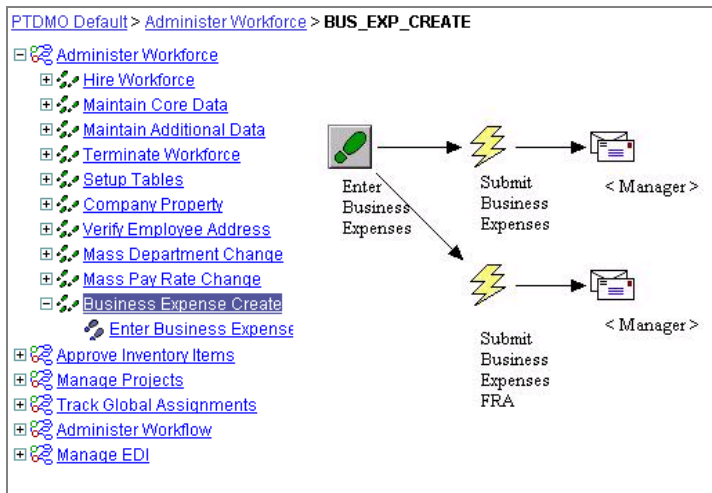 PTDMO Default > Administer Workforce > BUS_EXP_CREATE
Administer Workforce
Hire Workforce
Maintain Core Data
Maintain Additional Data
Terminate Workforce
Setup Tables
Company Property
Verify Employee Address
Mass Department Change
Mass Pay Rate Change
Business Expense Create
Enter Business Expense
Approve Inventory Items
Manage Projects
Track Global Assignments
Administer Workflow
Manage EDI
Enter
Business
Expenses
Submit
Business
Expenses
< Manager >
Submit
Business
Expenses
FRA
< Manager >